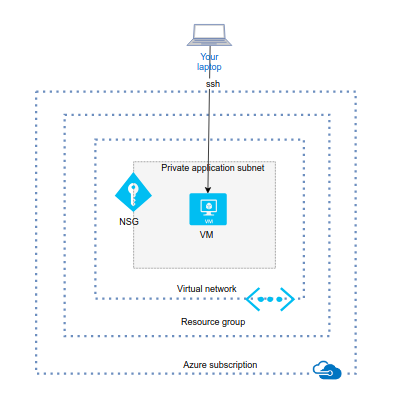 Your
laptop
ssh
Private application subnet
NSG
VM
VM
Virtual network
Resource group
Azure subscription